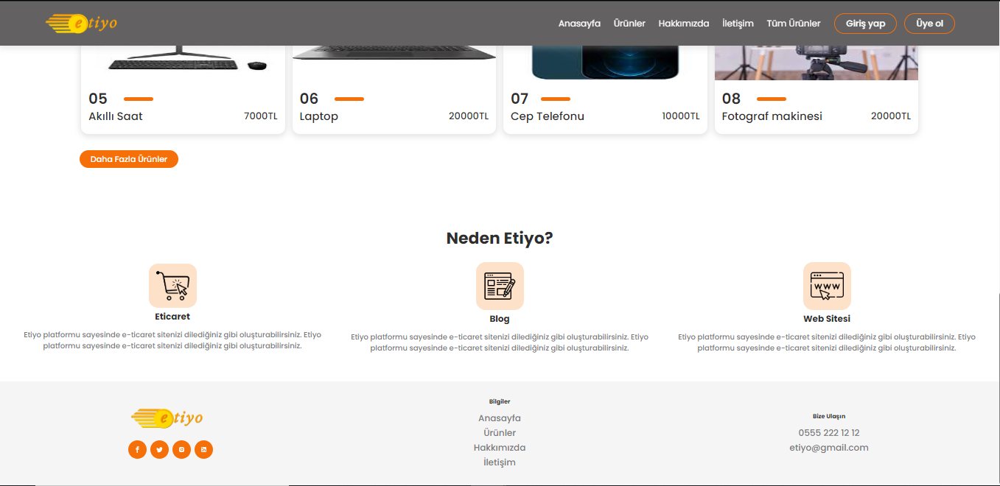 etiyo
Anasayfa Ürünler Hakkımızda İletişim Tüm Ürünler Giriş yap Üye ol
05 06 07 08
Akıllı Saat 7000TL Laptop 20000TL Cep Telefonu 10000TL Fotograf makinesi 20000TL
Daha Fazla Ürünler
Neden Etiyo?
WWW
Eticaret
Etiyo platformu sayesinde e-ticaret sitenizi dilediğiniz gibi oluşturabilirsiniz. Etiyo
platformu sayesinde e-ticaret sitenizi dilediğiniz gibi oluşturabilirsiniz.
Blog
Etiyo platformu sayesinde e-ticaret sitenizi dilediğiniz gibi oluşturabilirsiniz. Etiyo
platformu sayesinde e-ticaret sitenizi dilediğiniz gibi oluşturabilirsiniz.
Web Sitesi
Etiyo platformu sayesinde e-ticaret sitenizi dilediğiniz gibi oluşturabilirsiniz. Etiyo
platformu sayesinde e-ticaret sitenizi dilediğiniz gibi oluşturabilirsiniz.
etiyo
Bilgiler
Anasayfa
Ürünler
Hakkımızda
İletişim
Bize Ulaşın
0555 222 12 12
etiyo@gmail.com